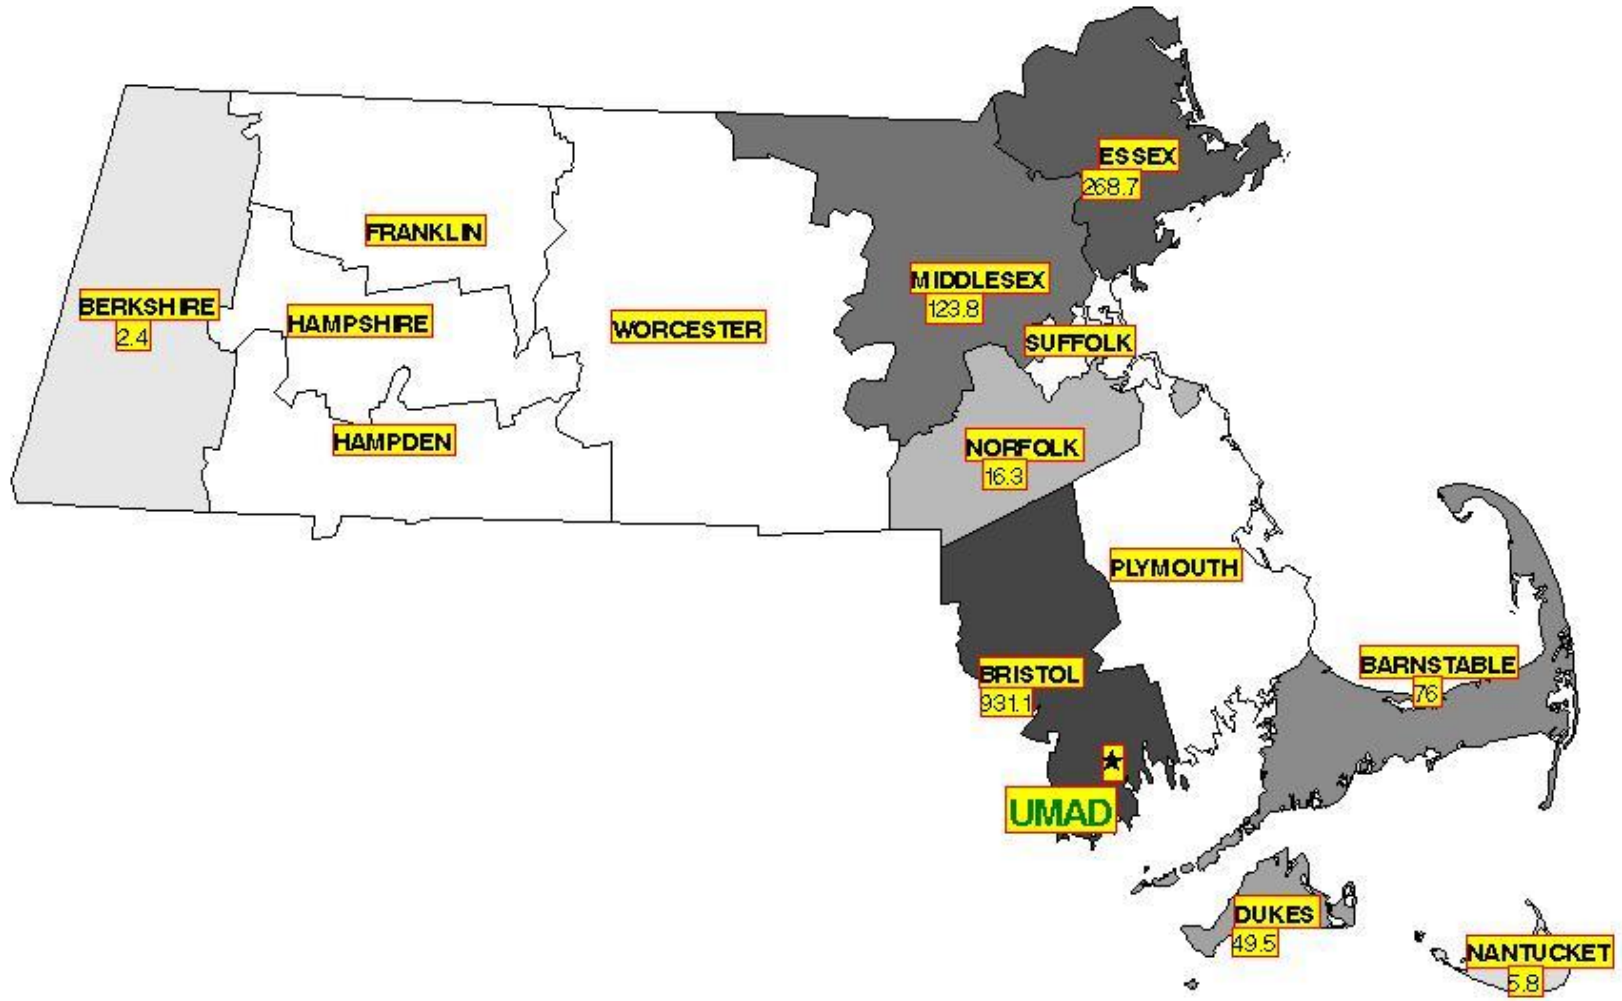 ESSEX
268.7
FRANKLIN
MIDDLESEX
123.8
BERKSHIRE
2.4
HAMPSHIRE
WORCESTER
SUFFOLK
HAMPDEN
NORFOLK
16.3
PLYMOUTH
BRISTOL
931.1
BARNSTABLE
76
UMAD
DUKES
49.5
NANTUCKET
5.8